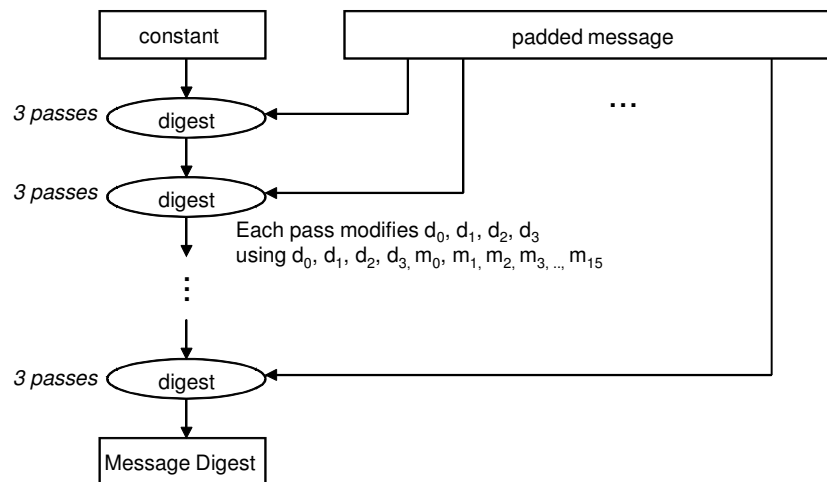 constant
padded message
3 passes
digest
...
3 passes
digest
Each pass modifies d0, d1, d2, d3
using d0, d1, d2, d3, m0, m1, m2, m3, .., m15
...
3 passes
digest
Message Digest